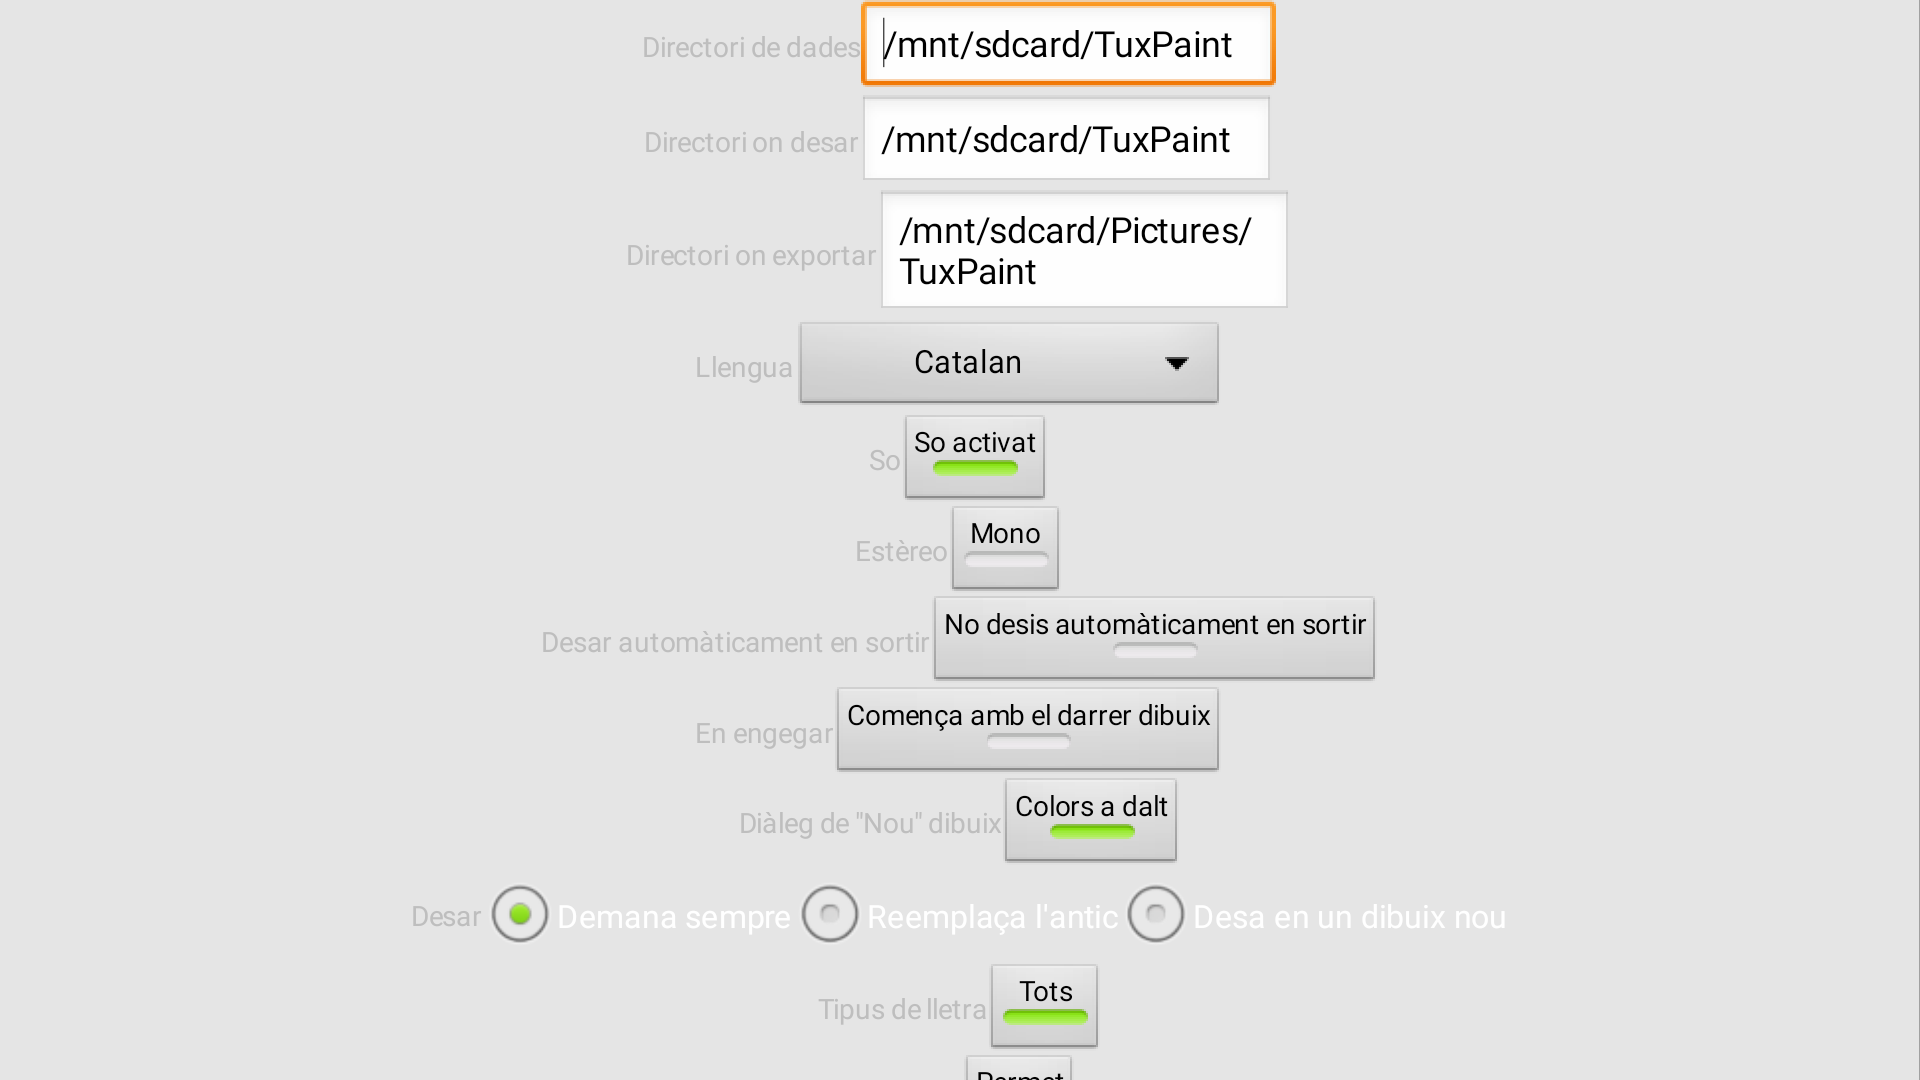 Directori de dades /mnt/sdcard/TuxPaint
Directori on desar /mnt/sdcard/TuxPaint
Directori on exportar /mnt/sdcard/Pictures/
TuxPaint
Llengua Catalan
So So activat
Estèreo Mono
Desar automàticament en sortir No desis automàticament en sortir
En engegar Comença amb el darrer dibuix
Diàleg de "Nou" dibuix Colors a dalt
Desar Demana sempre Reemplaça l'antic Desa en un dibuix nou
Tipus de lletra Tots